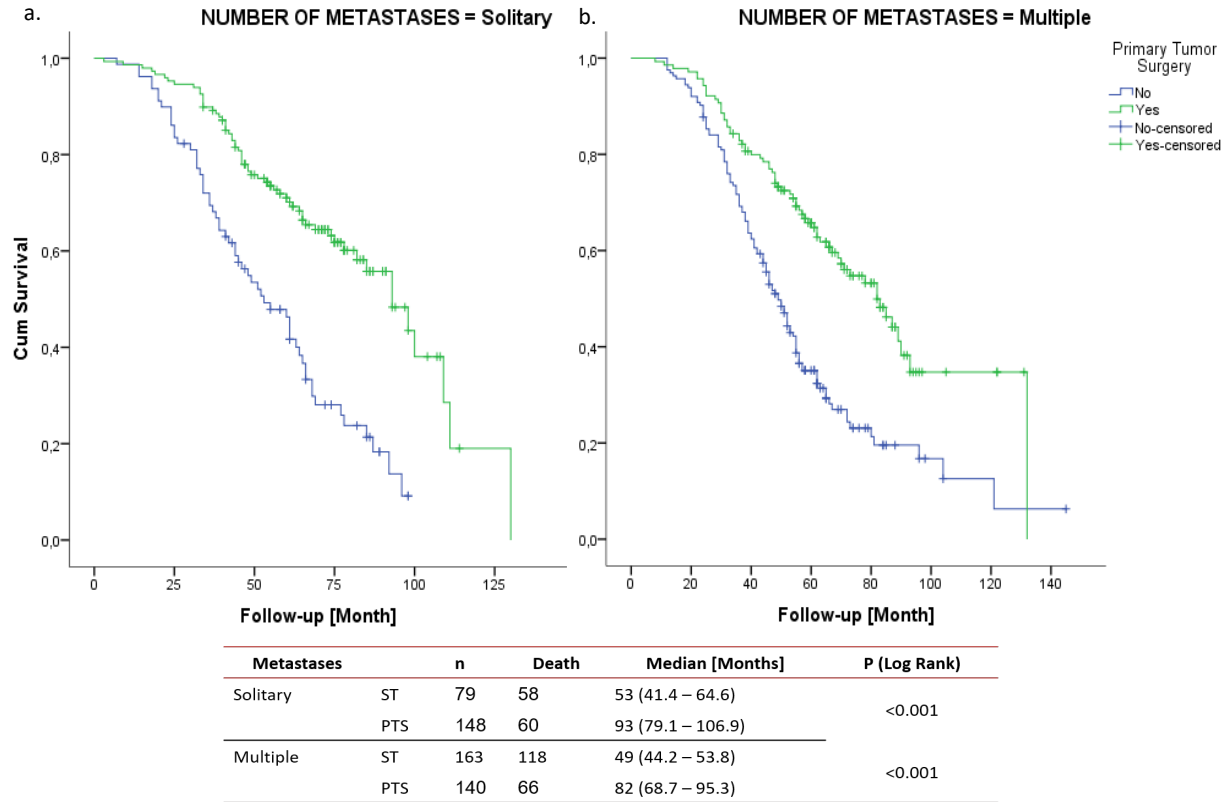 a.
NUMBER OF METASTASES = Solitary
b.
NUMBER OF METASTASES = Multiple
Primary Tumor
Surgery
No
Yes
No-censored
Yes-censored
Cum Survival
1,0
0,8
0,6
0,4
0,2
0,0
0 25 50 75 100 125
Follow-up [Month]
1,0
0,8
0,6
0,4
0,2
0,0
0 20 40 60 80 100 120 140
Follow-up [Month]
Metastases n Death Median [Months] P (Log Rank)
Solitary ST 79 58 53 (41.4 – 64.6)
<0.001
PTS 148 60 93 (79.1 – 106.9)
Multiple ST 163 118 49 (44.2 – 53.8)
<0.001
PTS 140 66 82 (68.7 – 95.3)